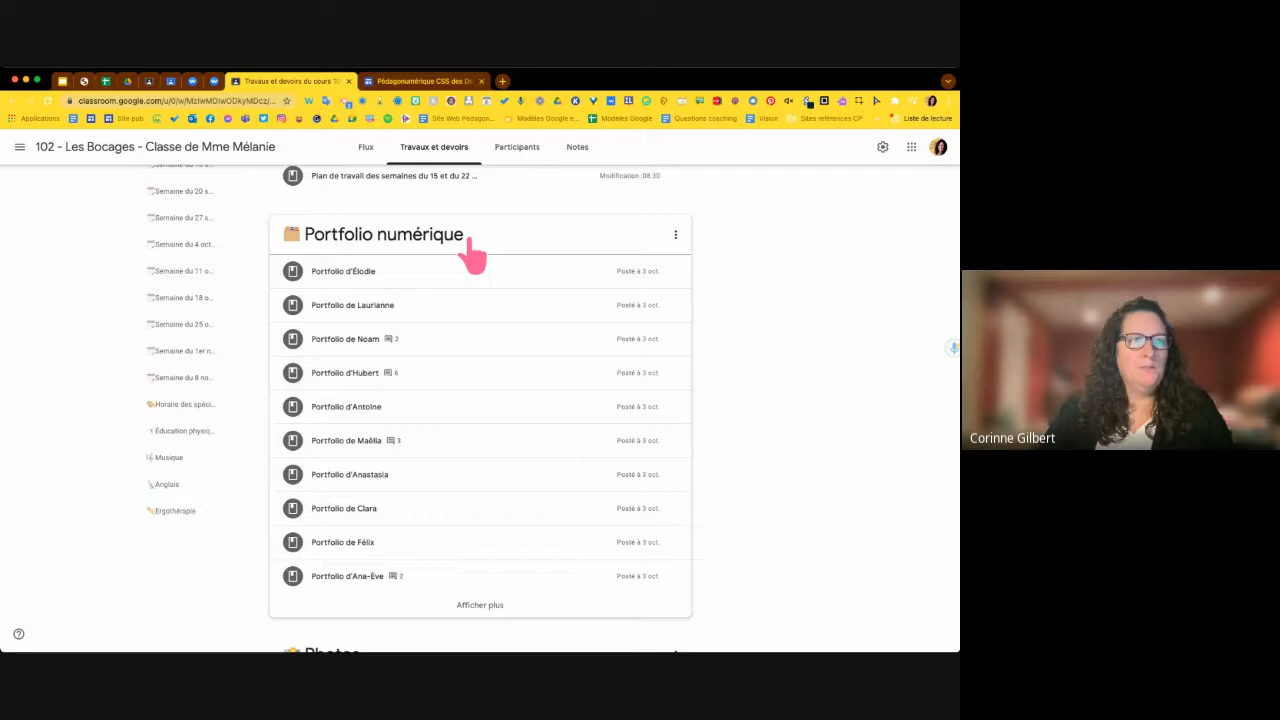 Travaux et devoirs du cours '10
Pédagonumérique CSS des Dé
classroom.google.com/u/0/w/MzIwMDIwODkyMDcz/...
Applications
Site pub
Site Web Pédagon...
Modèles Google e...
Modèles Google
Questions coaching
Vision
Sites références CP
Liste de lecture
102 - Les Bocages - Classe de Mme Mélanie
Flux
Travaux et devoirs
Participants
Notes
Semaine du 20 s...
Semaine du 27 s...
Semaine du 4 oct...
Semaine du 11 o...
Semaine du 18 o...
Semaine du 25 o...
Semaine du 1er n...
Semaine du 8 no...
Horaire des spéci...
Éducation physiq...
Musique
Anglais
Ergothérapie
Plan de travail des semaines du 15 et du 22 ...
Modification :08:30
Portfolio numérique
Portfolio d'Élodie
Posté à 3 oct.
Portfolio de Laurianne
Posté à 3 oct.
Portfolio de Noam 2
Posté à 3 oct.
Portfolio d'Hubert 6
Posté à 3 oct.
Portfolio d'Antoine
Posté à 3 oct.
Portfolio de Maëlia 3
Posté à 3 oct.
Portfolio d'Anastasia
Posté à 3 oct.
Portfolio de Clara
Posté à 3 oct.
Portfolio de Félix
Posté à 3 oct.
Portfolio d'Ana-Ève 2
Posté à 3 oct.
Afficher plus
Photos
Corinne Gilbert